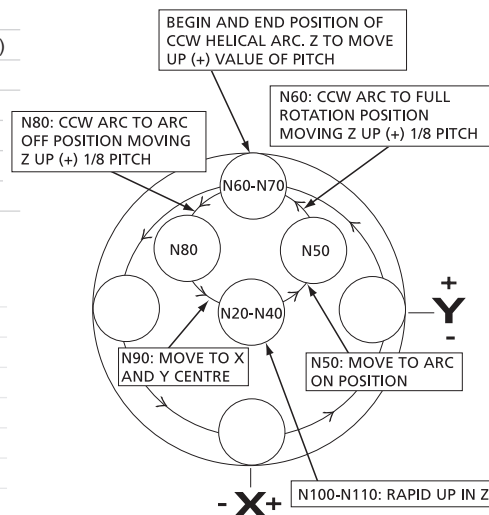 )
BEGIN AND END POSITION OF
CCW HELICAL ARC. Z TO MOVE
UP (+) VALUE OF PITCH
N80: CCW ARC TO ARC
OFF POSITION MOVING
Z UP (+) 1/8 PITCH
N60: CCW ARC TO FULL
ROTATION POSITION
MOVING Z UP (+) 1/8 PITCH
N60-N70
N80
N50
N20-N40
+
Y
-
N90: MOVE TO X
AND Y CENTRE
N50: MOVE TO ARC
ON POSITION
- X +
N100-N110: RAPID UP IN Z